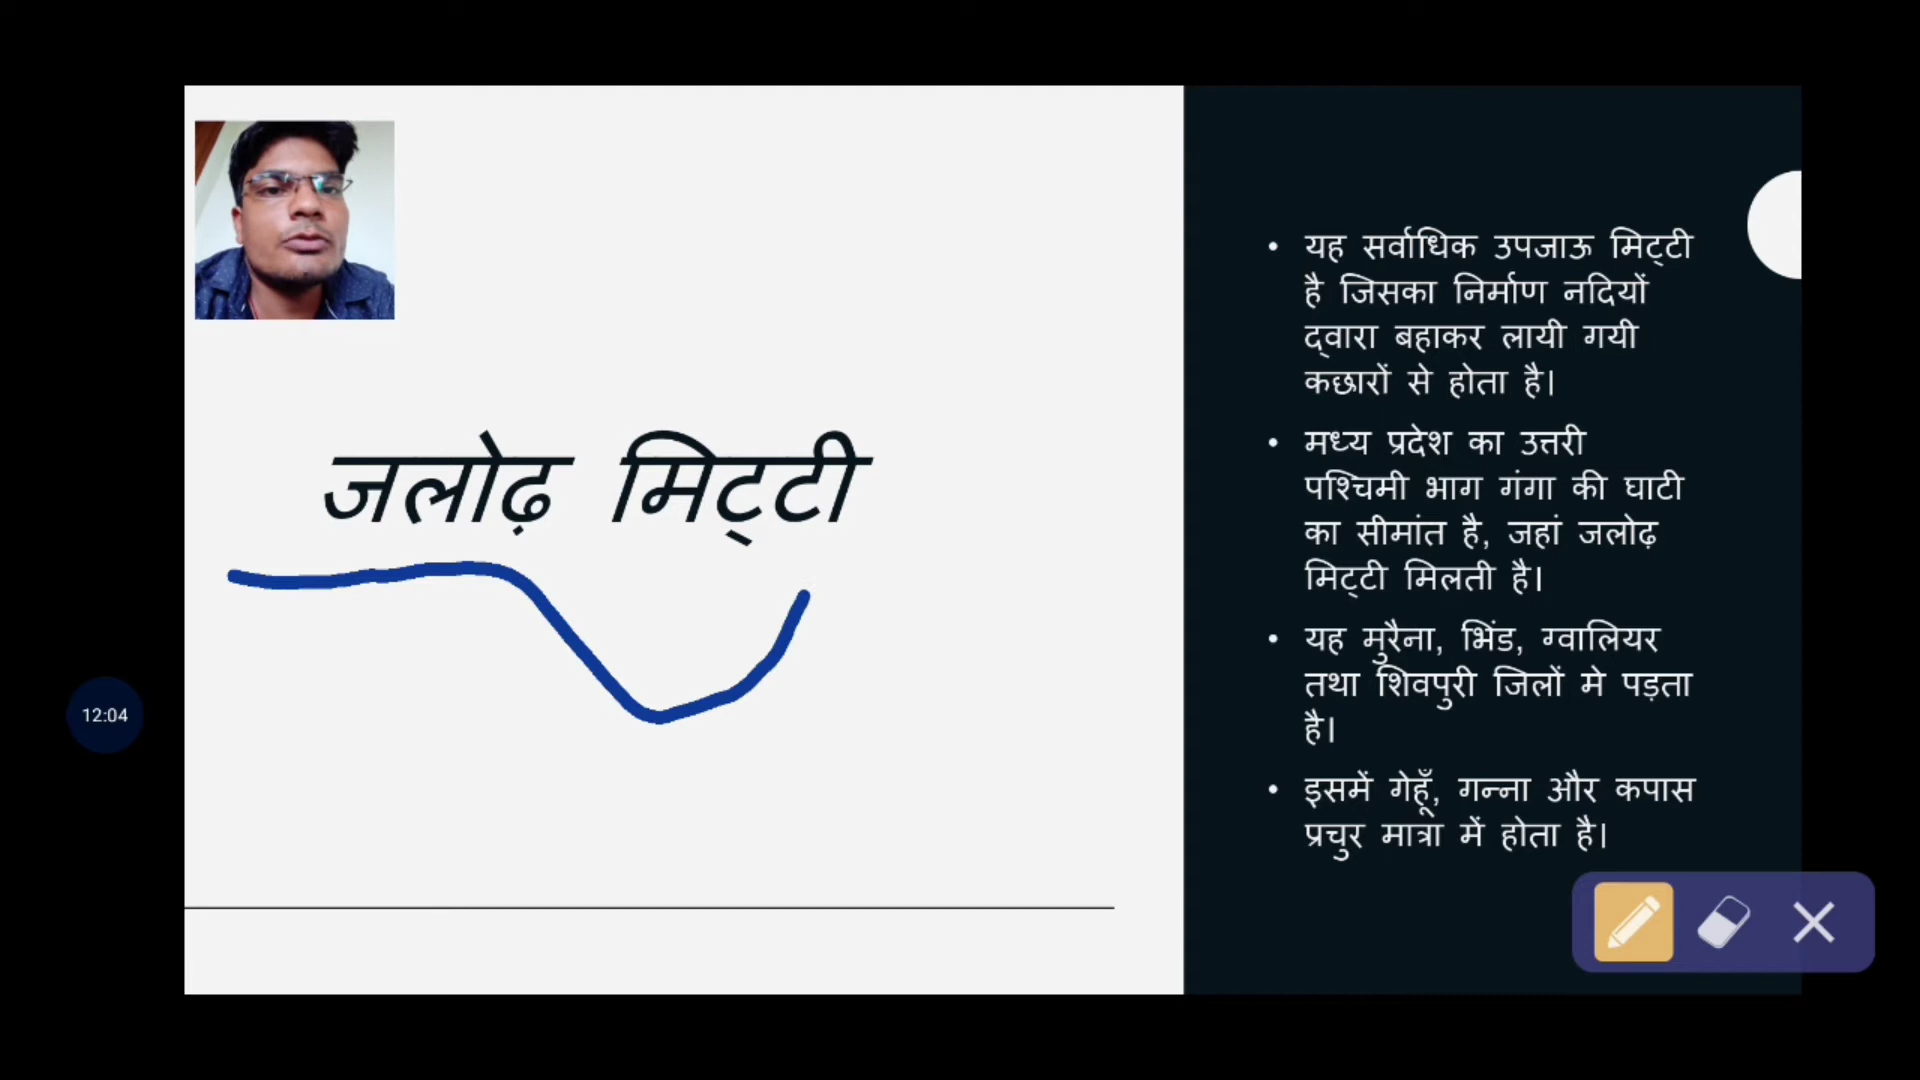 जलोढ़ मिट्टी
12:04
• यह सर्वाधिक उपजाऊ मिट्टी
है जिसका निर्माण नदियों
द्वारा बहाकर लायी गयी
कछारों से होता है।
• मध्य प्रदेश का उत्तरी
पश्चिमी भाग गंगा की घाटी
का सीमांत है, जहां जलोढ़
मिट्टी मिलती है।
• यह मुरैना, भिंड, ग्वालियर
तथा शिवपुरी जिलों मे पड़ता
है।
• इसमें गेहूँ, गन्ना और कपास
प्रचुर मात्रा में होता है।